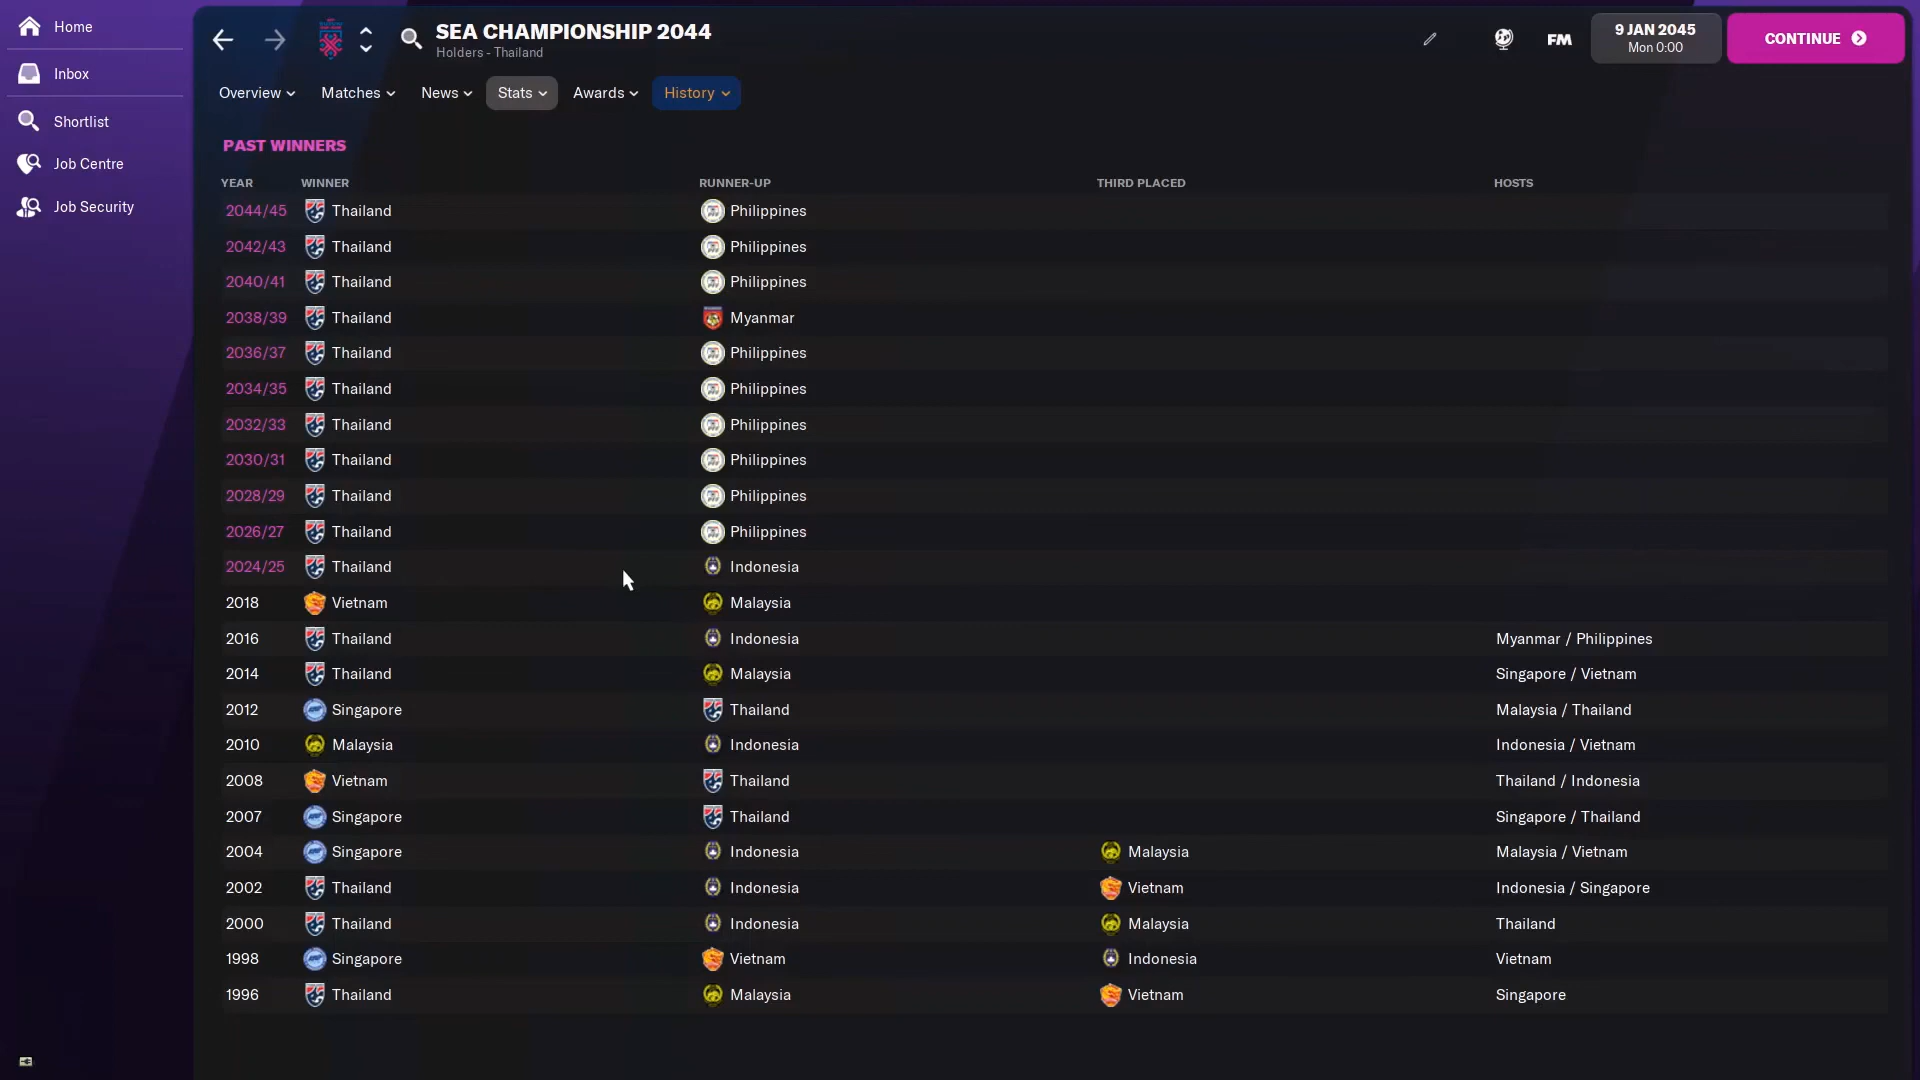 Home
Inbox
Shortlist
Job Centre
Job Security
SEA CHAMPIONSHIP 2044
Holders - Thailand
FM
9 JAN 2045
Mon 0:00
CONTINUE
Overview Matches News Stats Awards History
PAST WINNERS
YEAR WINNER RUNNER-UP THIRD PLACED HOSTS
2044/45 Thailand Philippines
2042/43 Thailand Philippines
2040/41 Thailand Philippines
2038/39 Thailand Myanmar
2036/37 Thailand Philippines
2034/35 Thailand Philippines
2032/33 Thailand Philippines
2030/31 Thailand Philippines
2028/29 Thailand Philippines
2026/27 Thailand Philippines
2024/25 Thailand Indonesia
2018 Vietnam Malaysia
2016 Thailand Indonesia Myanmar / Philippines
2014 Thailand Malaysia Singapore / Vietnam
2012 Singapore Thailand Malaysia / Thailand
2010 Malaysia Indonesia Indonesia / Vietnam
2008 Vietnam Thailand Thailand / Indonesia
2007 Singapore Thailand Singapore / Thailand
2004 Singapore Indonesia Malaysia Malaysia / Vietnam
2002 Thailand Indonesia Vietnam Indonesia / Singapore
2000 Thailand Indonesia Malaysia Thailand
1998 Singapore Vietnam Indonesia Vietnam
1996 Thailand Malaysia Vietnam Singapore